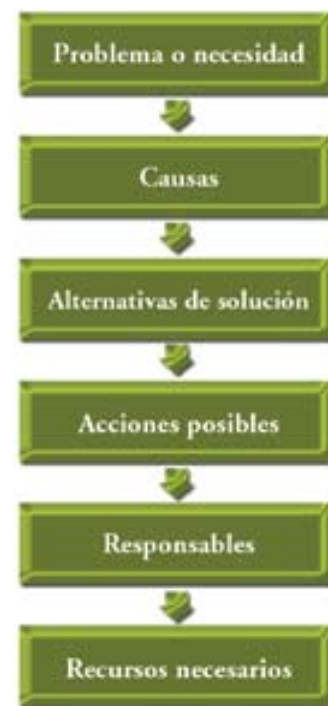 Problema o necesidad
Causas
Alternativas de solución
Acciones posibles
Responsables
Recursos necesarios